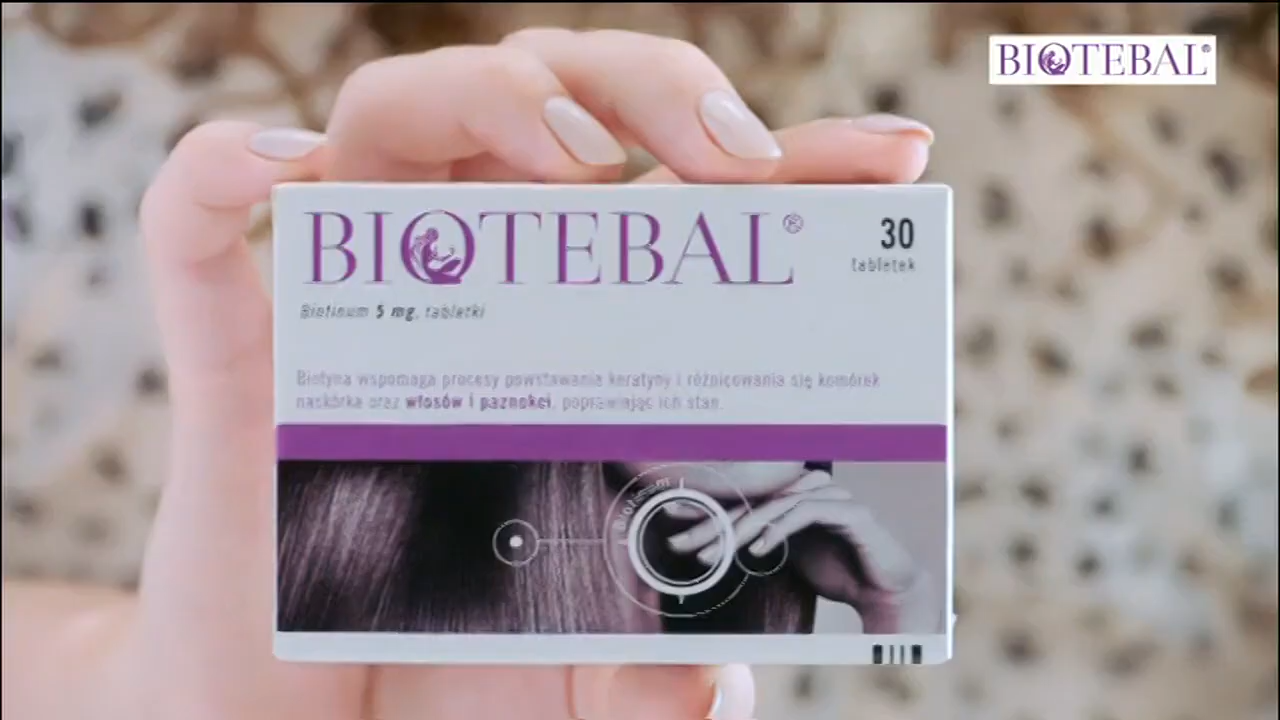 BIOTEBAL®
BIOTEBAL®
30
tabletek
Biotinum 5 mg, tabletki
Biotyna wspomaga procesy powstawania keratyny i różnicowania się komórek
naskórka oraz włosów i paznokci, poprawiając ich stan.
Biotinum